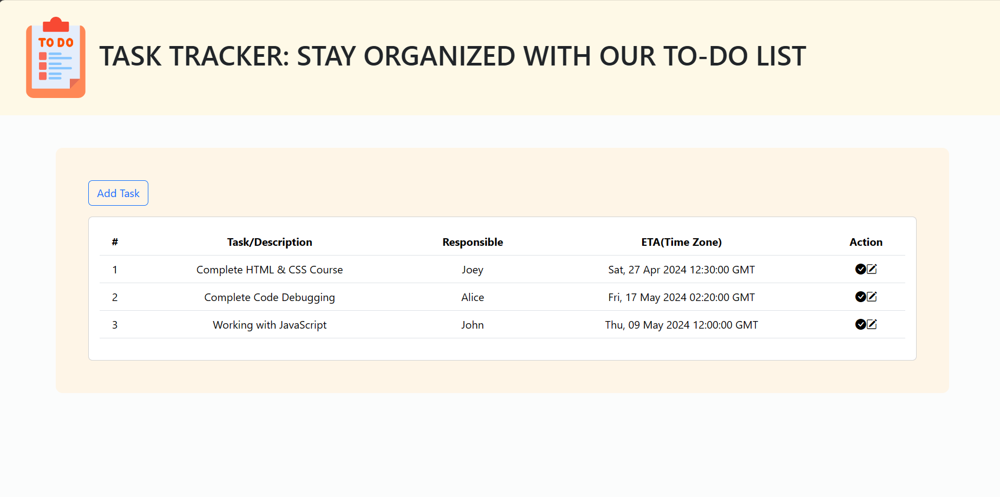 TO DO
TASK TRACKER: STAY ORGANIZED WITH OUR TO-DO LIST
Add Task
# Task/Description Responsible ETA(Time Zone) Action
1 Complete HTML & CSS Course Joey Sat, 27 Apr 2024 12:30:00 GMT
2 Complete Code Debugging Alice Fri, 17 May 2024 02:20:00 GMT
3 Working with JavaScript John Thu, 09 May 2024 12:00:00 GMT